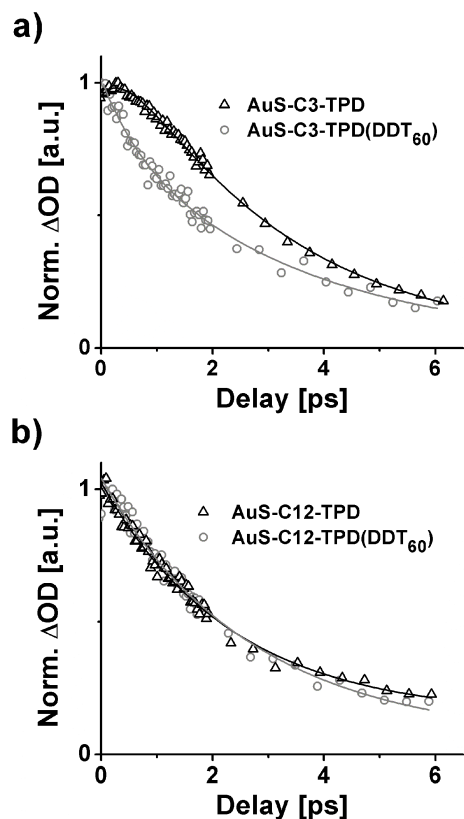 a)
1
AuS-C3-TPD
AuS-C3-TPD(DDT₆₀)
Norm. ΔOD [a.u.]
0
0 2 4 6
Delay [ps]
b)
1
AuS-C12-TPD
AuS-C12-TPD(DDT₆₀)
Norm. ΔOD [a.u.]
0
0 2 4 6
Delay [ps]